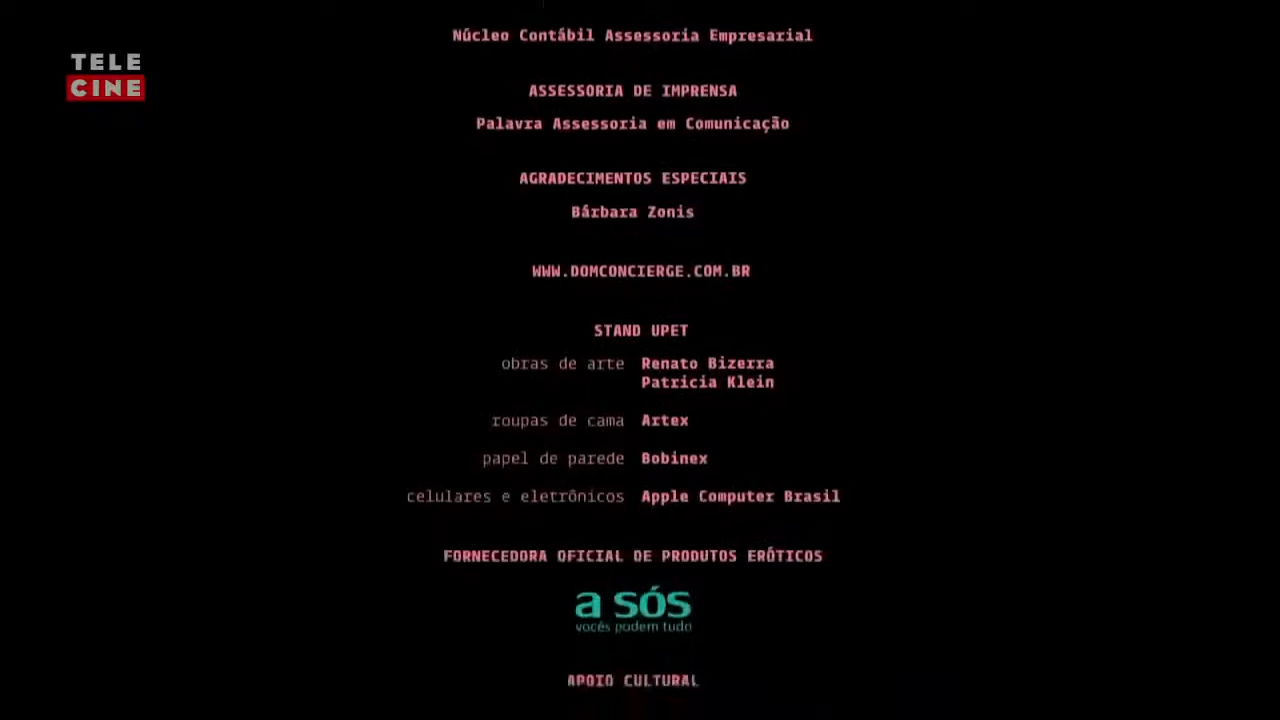 TELE
CINE
Núcleo Contábil Assessoria Empresarial
ASSESSORIA DE IMPRENSA
Palavra Assessoria em Comunicação
AGRADECIMENTOS ESPECIAIS
Bárbara Zonis
WWW.DOMCONCIERGE.COM.BR
STAND UPET
obras de arte Renato Bizerra
Patricia Klein
roupas de cama Artex
papel de parede Bobinex
celulares e eletrônicos Apple Computer Brasil
FORNECEDORA OFICIAL DE PRODUTOS ERÓTICOS
a sós
vocês podem tudo
APOIO CULTURAL